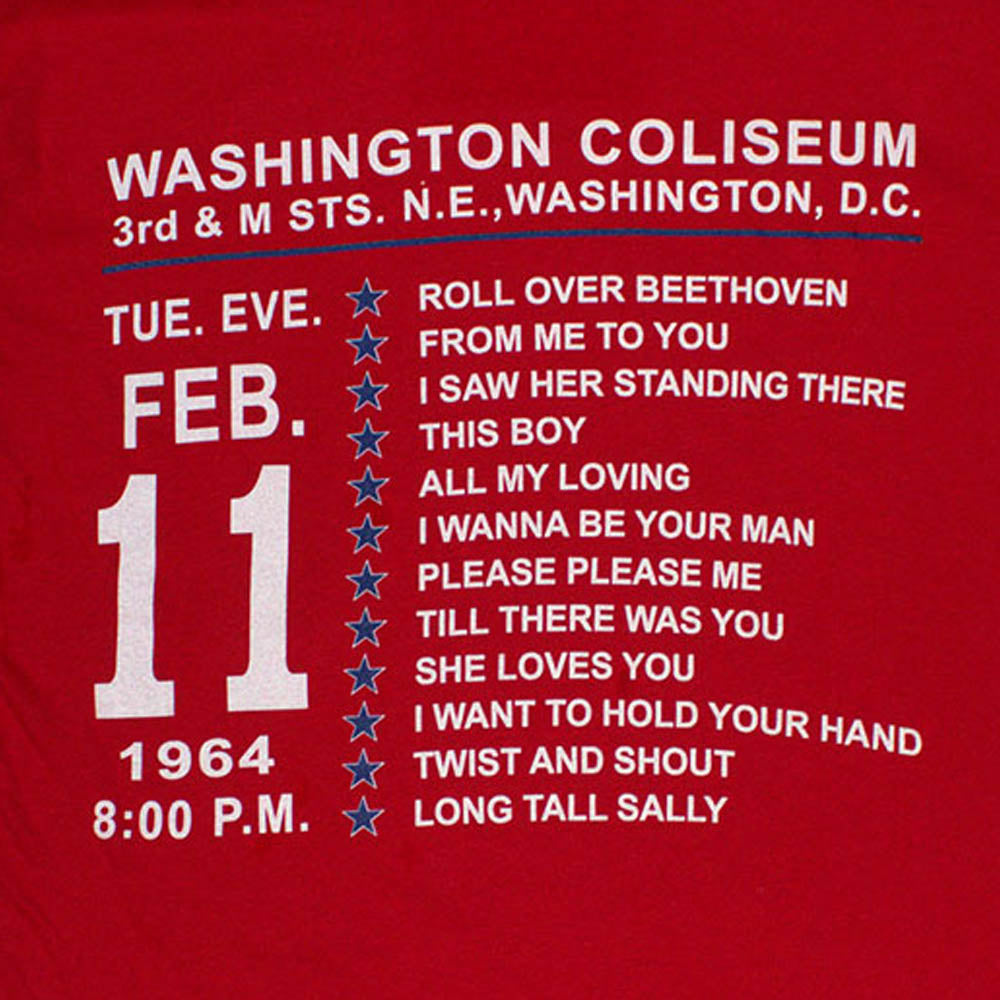 WASHINGTON COLISEUM
3rd & M STS. N.E.,WASHINGTON, D.C.
TUE. EVE.
FEB.
11
1964
8:00 P.M.
ROLL OVER BEETHOVEN
FROM ME TO YOU
I SAW HER STANDING THERE
THIS BOY
ALL MY LOVING
I WANNA BE YOUR MAN
PLEASE PLEASE ME
TILL THERE WAS YOU
SHE LOVES YOU
I WANT TO HOLD YOUR HAND
TWIST AND SHOUT
LONG TALL SALLY